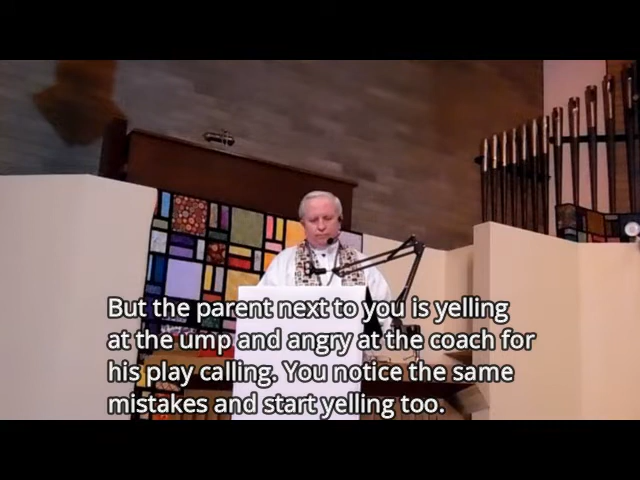 But the parent next to you is yelling
at the ump and angry at the coach for
his play calling. You notice the same
mistakes and start yelling too.